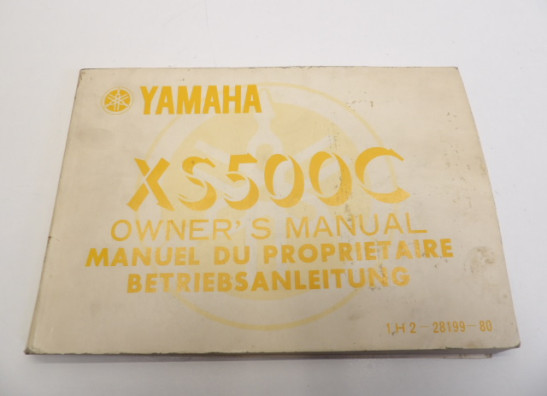 YAMAHA
XS500C
OWNER'S MANUAL
MANUEL DU PROPRIETAIRE
BETRIEBSANLEITUNG
1H2-28199-80